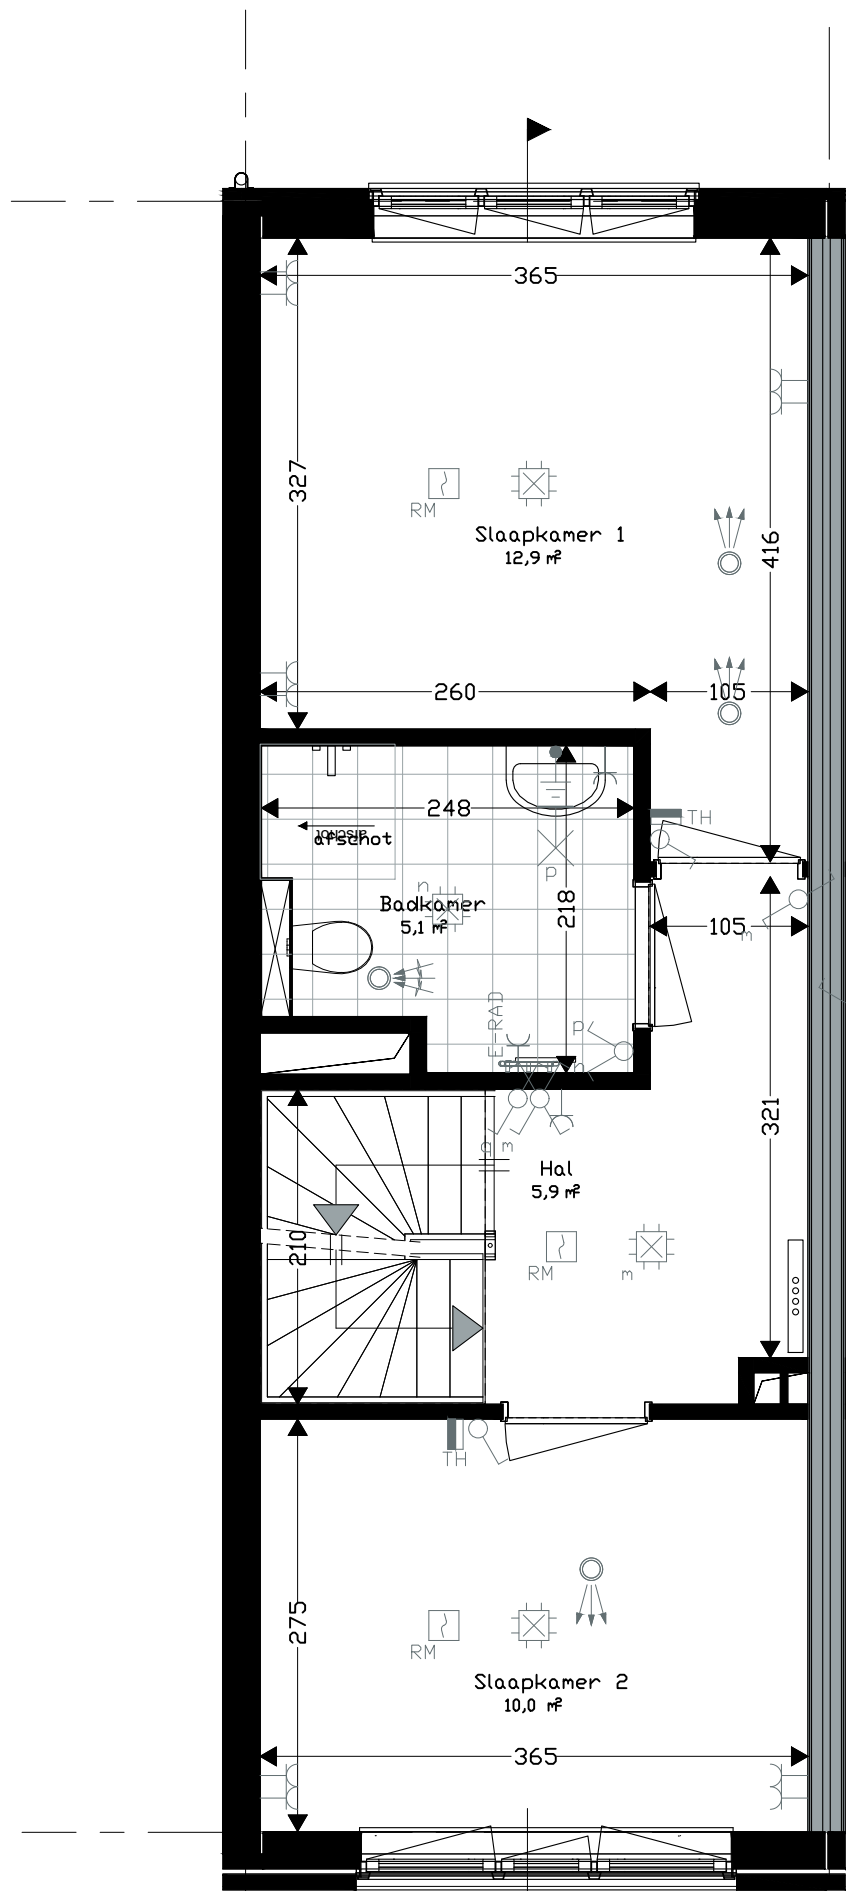 365
327
416
RM
Slaapkamer 1
12,9 m²
260
105
248
TH
afschot
afschot
p
n
Badkamer
5,1 m²
218
105
m
E-RAD
p
n
321
m
Hal
5,9 m²
210
RM
m
TH
275
RM
Slaapkamer 2
10,0 m²
365